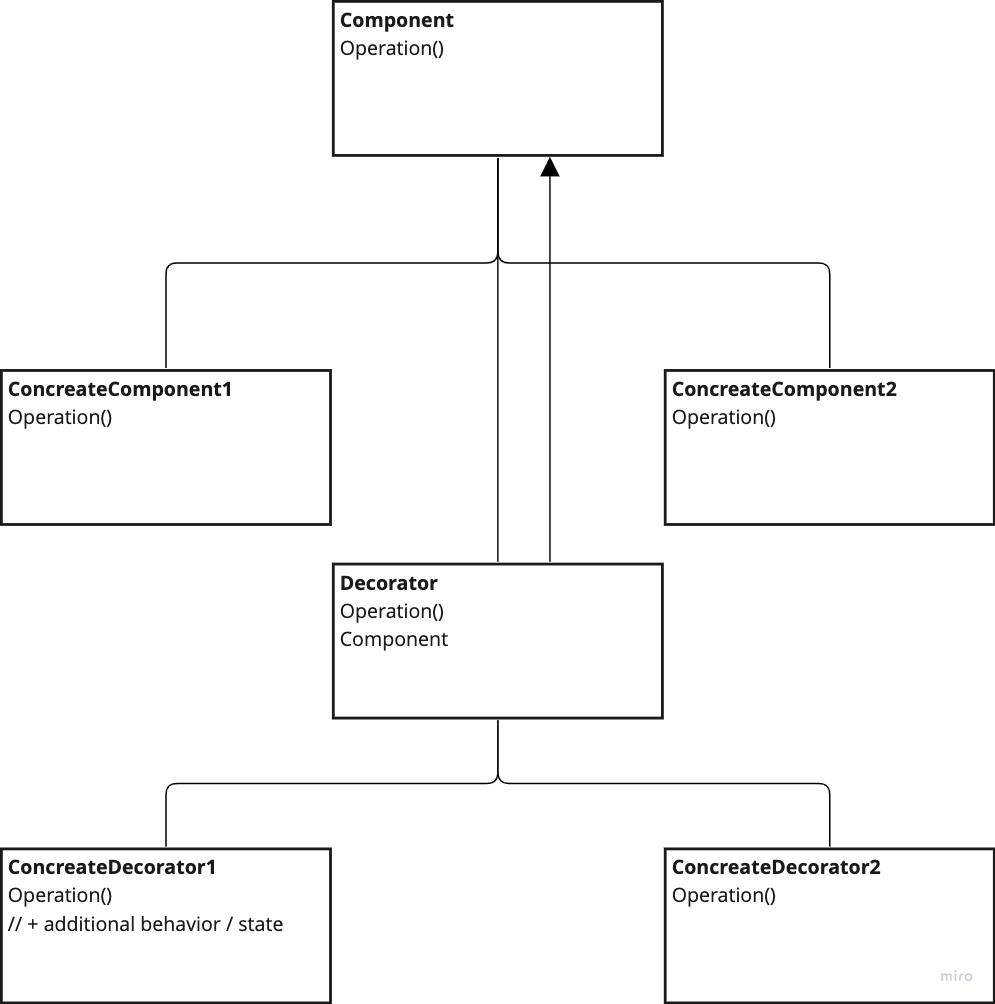 Component
Operation()
ConcreateComponent1
Operation()
ConcreateComponent2
Operation()
Decorator
Operation()
Component
ConcreateDecorator1
Operation()
// + additional behavior / state
ConcreateDecorator2
Operation()
miro